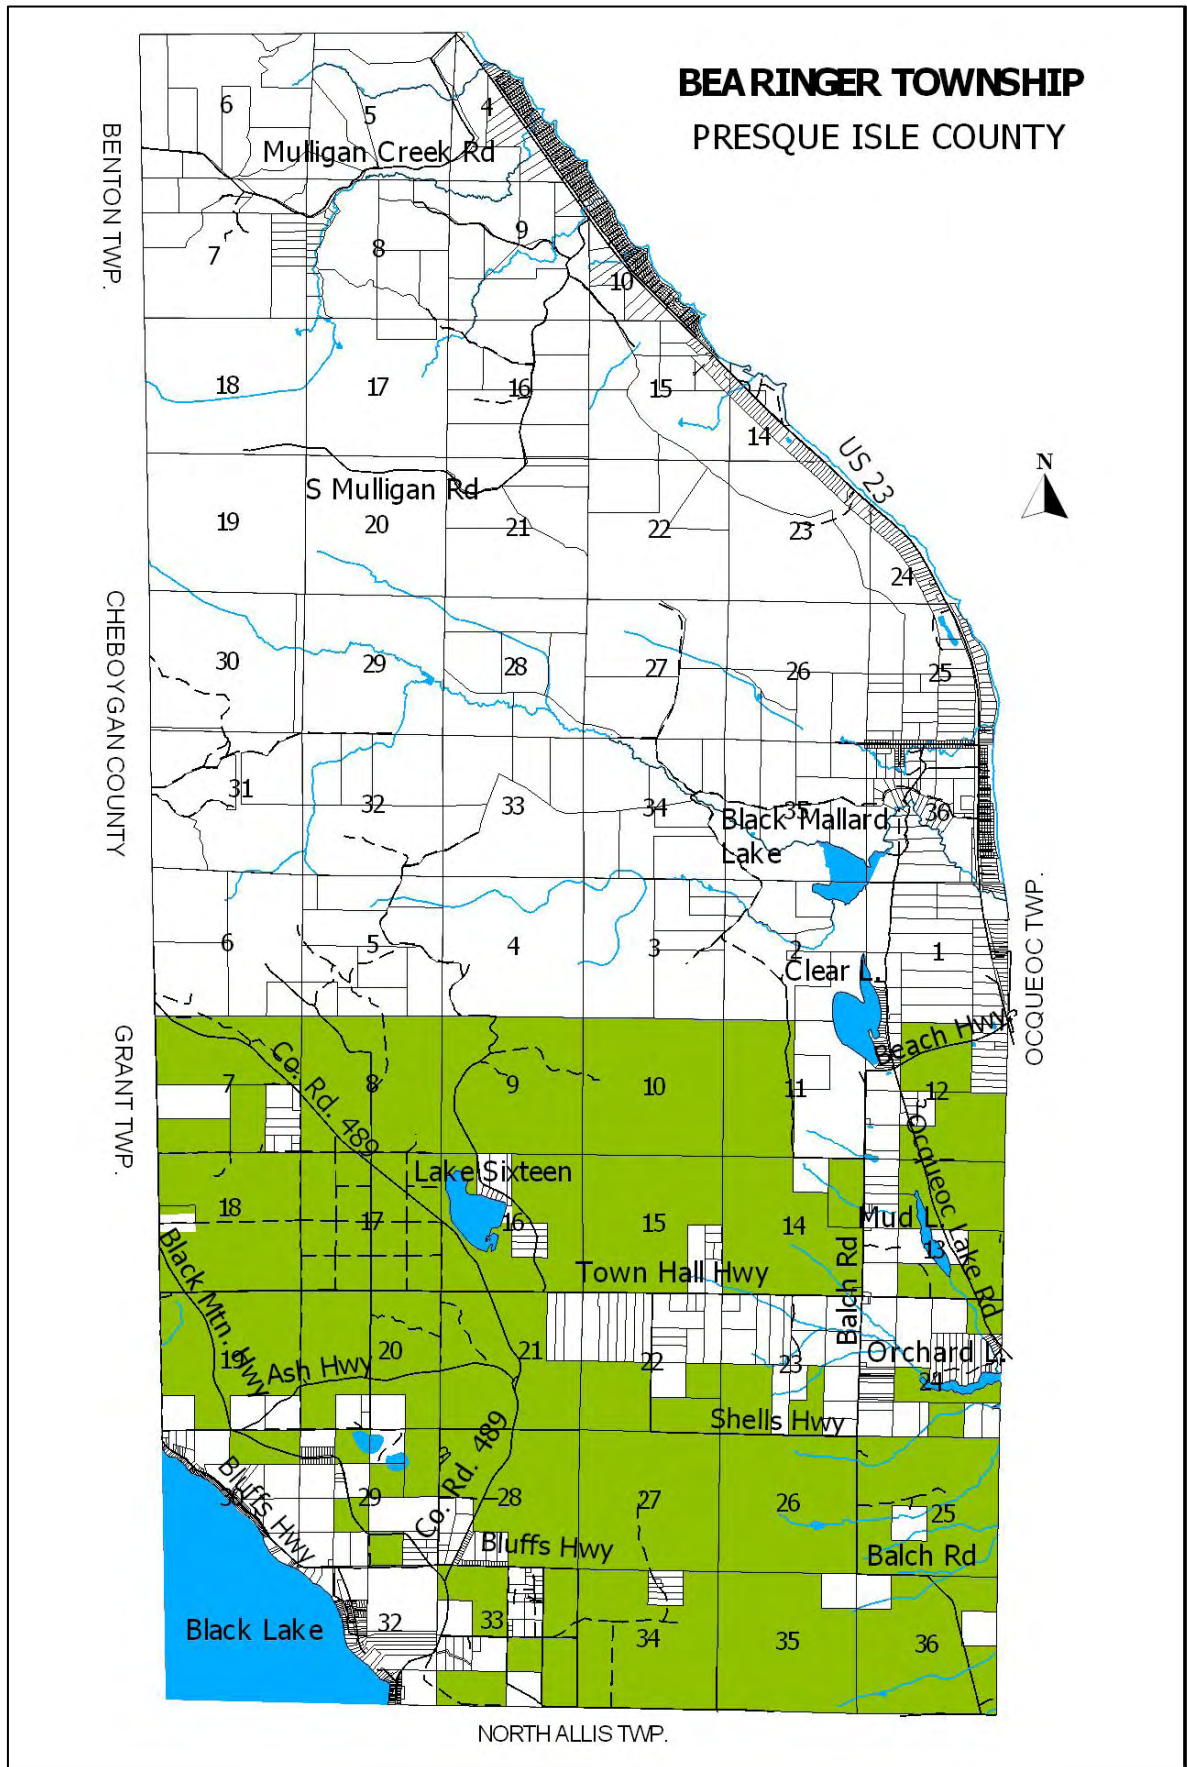 BEARINGER TOWNSHIP
PRESQUE ISLE COUNTY
6
5
4
Mulligan Creek Rd
BENTON TWP.
7
8
9
10
18
17
16
15
14
US 23
N
S Mulligan Rd
19
20
21
22
23
24
CHEBOYGAN COUNTY
30
29
28
27
26
25
31
32
33
34
35
36
Black Mallard
Lake
OCQUEOC TWP.
6
5
4
3
2
1
Clear L.
Beach Hwy
GRANT TWP.
Co. Rd. 489
7
8
9
10
11
12
Ocqueoc Lake Rd
Lake Sixteen
18
17
16
15
14
Mud L.
13
Black Mtn. Hwy
Town Hall Hwy
Balch Rd
19
Ash Hwy
20
21
22
23
Orchard L.
24
Shells Hwy
Co. Rd. 489
Bluffs Hwy
30
29
28
27
26
25
Bluffs Hwy
Balch Rd
Black Lake
32
33
34
35
36
NORTH ALLIS TWP.